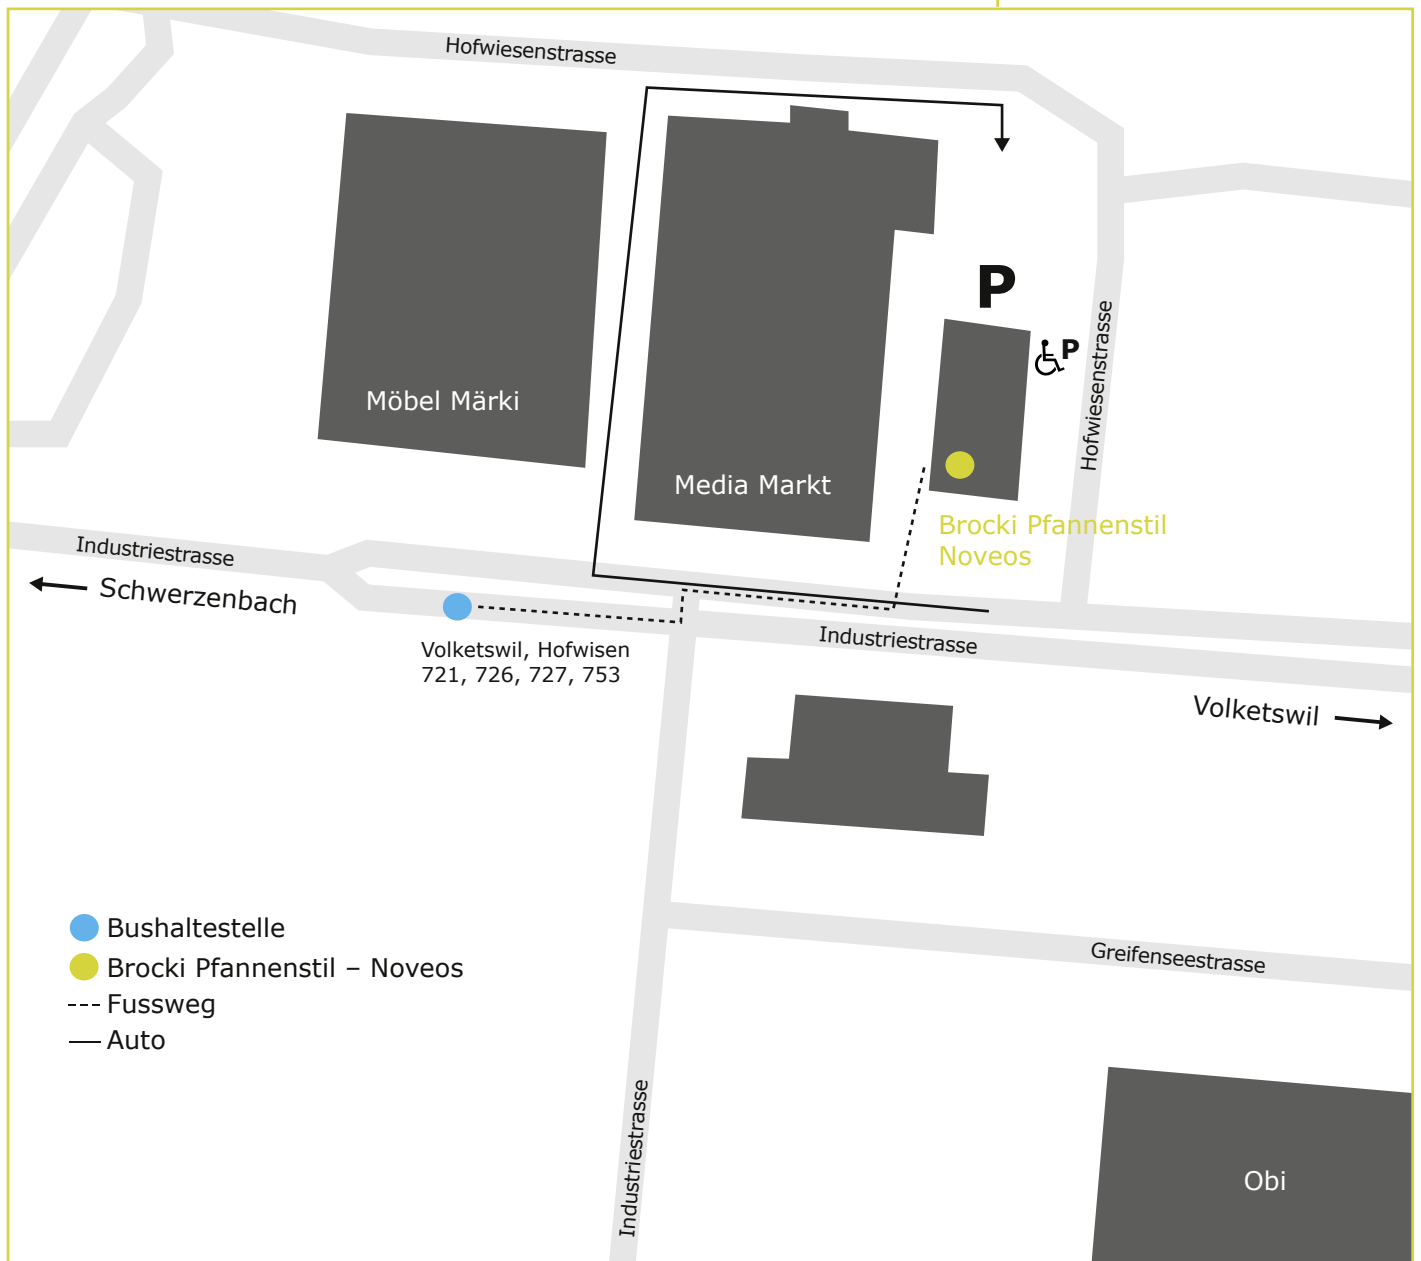 Hofwiesenstrasse
P
P
Hofwiesenstrasse
Möbel Märki
Media Markt
Brocki Pfannenstil
Noveos
Industriestrasse
Schwerzenbach
Volketswil, Hofwisen
721, 726, 727, 753
Industriestrasse
Volketswil
Bushaltestelle
Brocki Pfannenstil – Noveos
Fussweg
Auto
Greifenseestrasse
Industriestrasse
Obi